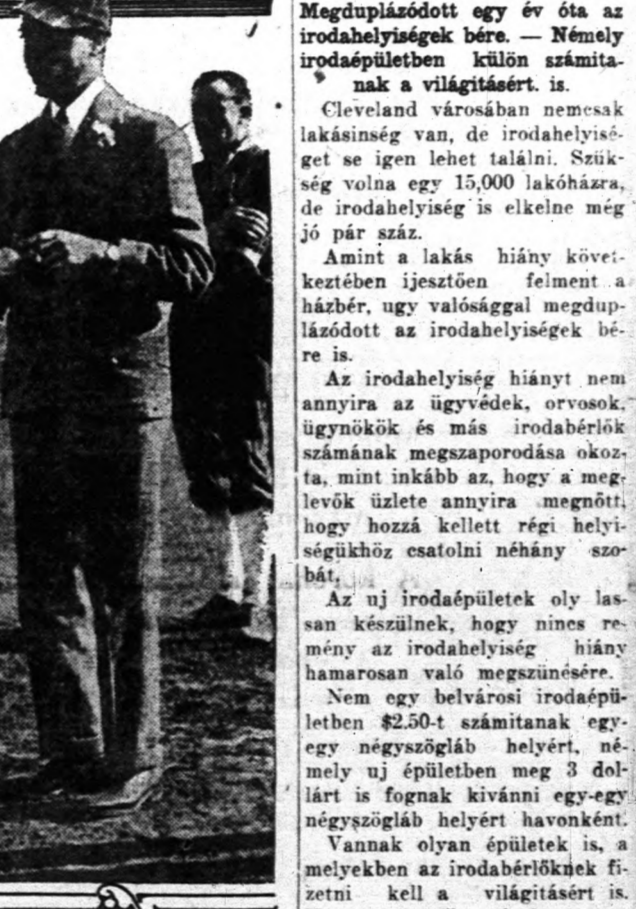 Megduplázódott egy év óta az
irodahelyiségek bére. — Némely
irodaépületben külön számita-
nak a világitásért. is.
Cleveland városában nemcsak
lakásinség van, de irodahelyisé-
get se igen lehet találni. Szük-
ség volna egy 15,000 lakóházra,
de irodahelyiség is elkelne még
jó pár száz.
Amint a lakás hiány követ-
keztében ijesztően felment a
házbér, ugy valósággal megdup-
lázódott az irodahelyiségek bé-
re is.
Az irodahelyiség hiányt nem
annyira az ügyvédek, orvosok,
ügynökök és más irodabérlők
számának megszaporodása okoz-
ta, mint inkább az, hogy a meg-
levők üzlete annyira megnőtt,
hogy hozzá kellett régi helyi-
ségükhöz csatolni néhány szo-
bát.
Az uj irodaépületek oly las-
san készülnek, hogy nincs re-
mény az irodahelyiség hiány
hamarosan való megszünésére.
Nem egy belvárosi irodaépü-
letben $2.50-t számitanak egy-
egy négyszögláb helyért, né-
mely uj épületben meg 3 dol-
lárt is fognak kivánni egy-egy
négyszögláb helyért havonként.
Vannak olyan épületek is, a
melyekben az irodabérlőknek fi-
zetni kell a világitásért is.